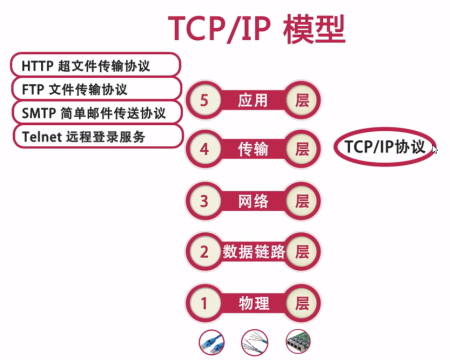 TCP/IP 模型
HTTP 超文件传输协议
FTP 文件传输协议
SMTP 简单邮件传送协议
Telnet 远程登录服务
5 应用 层
4 传输 层
TCP/IP协议
3 网络 层
2 数据链路 层
1 物理 层